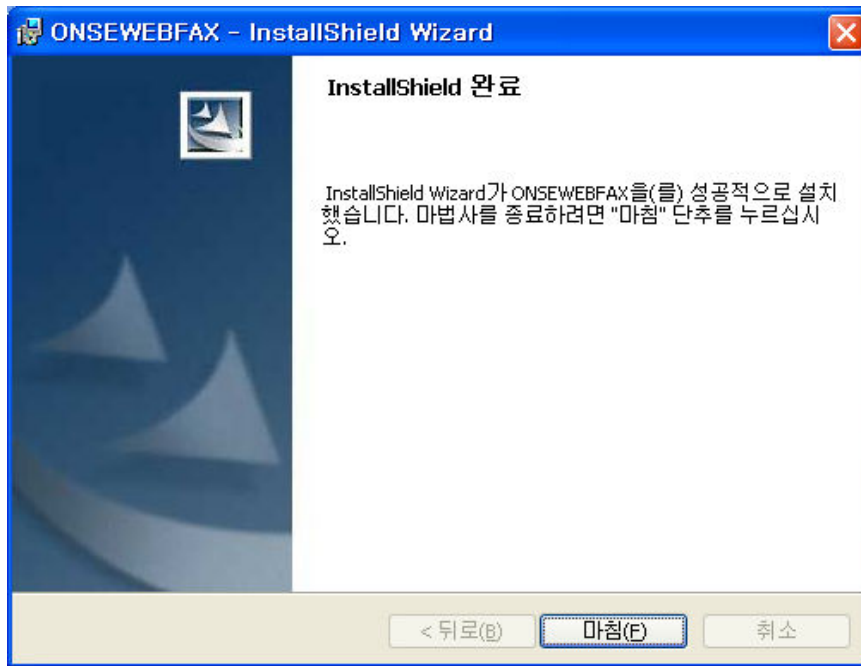 ONSEWEBFAX - InstallShield Wizard
InstallShield 완료
InstallShield Wizard가 ONSEWEBFAX을(를) 성공적으로 설치
했습니다. 마법사를 종료하려면 "마침" 단추를 누르십시
오.
< 뒤로(B) 마침(F) 취소